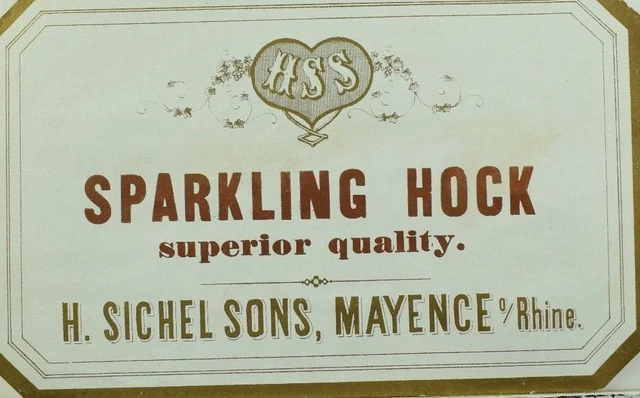 HSS
SPARKLING HOCK
superior quality.
H. SICHEL SONS, MAYENCE o/Rhine.